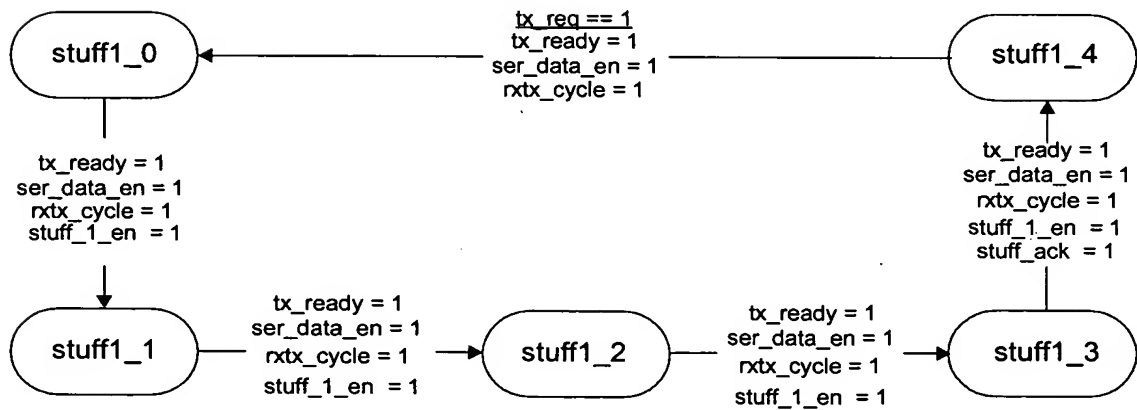 stuff1_0
tx_req == 1
tx_ready = 1
ser_data_en = 1
rxtx_cycle = 1
stuff1_4
tx_ready = 1
ser_data_en = 1
rxtx_cycle = 1
stuff_1_en = 1
tx_ready = 1
ser_data_en = 1
rxtx_cycle = 1
stuff_1_en = 1
stuff_ack = 1
stuff1_1
tx_ready = 1
ser_data_en = 1
rxtx_cycle = 1
stuff_1_en = 1
stuff1_2
tx_ready = 1
ser_data_en = 1
rxtx_cycle = 1
stuff_1_en = 1
stuff1_3